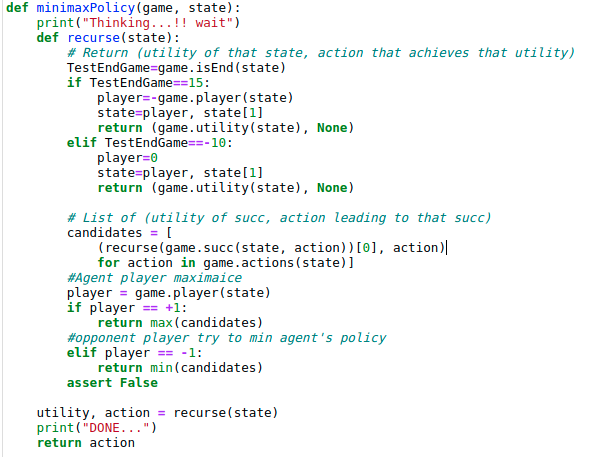 def minimaxPolicy(game, state):
    print("Thinking...!! wait")
    def recurse(state):
        # Return (utility of that state, action that achieves that utility)
        TestEndGame=game.isEnd(state)
        if TestEndGame==15:
            player=-game.player(state)
            state=player, state[1]
            return (game.utility(state), None)
        elif TestEndGame==-10:
            player=0
            state=player, state[1]
            return (game.utility(state), None)

        # List of (utility of succ, action leading to that succ)
        candidates = [
            (recurse(game.succ(state, action))[0], action)
            for action in game.actions(state)]
        #Agent player maximaice
        player = game.player(state)
        if player == +1:
            return max(candidates)
        #opponent player try to min agent's policy
        elif player == -1:
            return min(candidates)
        assert False

    utility, action = recurse(state)
    print("DONE...")
    return action